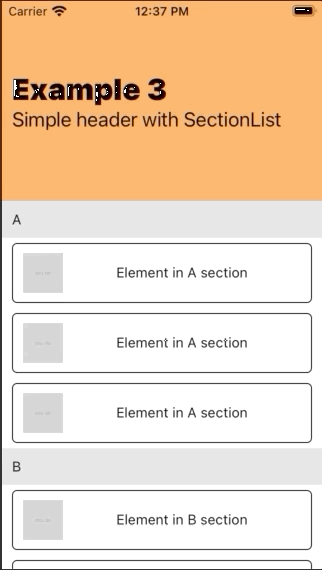 Carrier 12:37 PM
Example 3
Simple header with SectionList
A
Element in A section
Element in A section
Element in A section
B
Element in B section